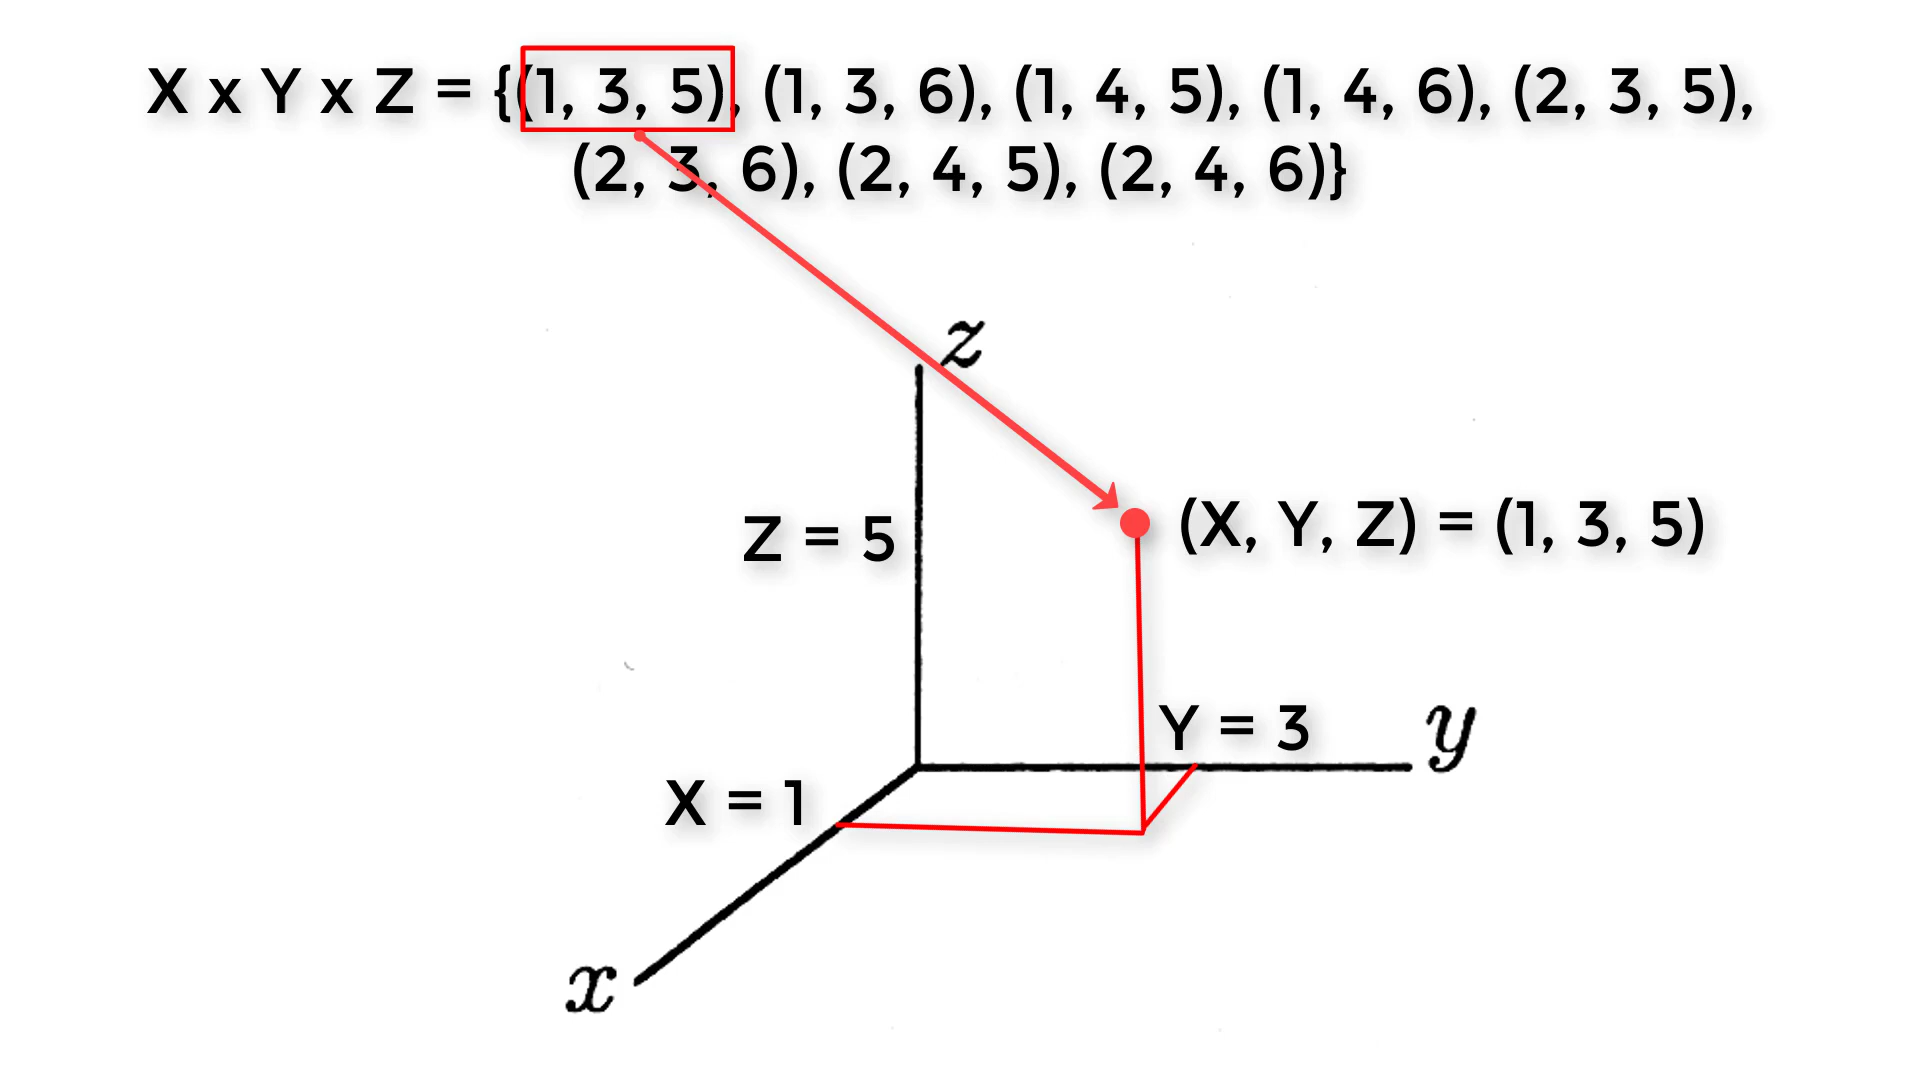 X x Y x Z = {(1, 3, 5), (1, 3, 6), (1, 4, 5), (1, 4, 6), (2, 3, 5),
(2, 3, 6), (2, 4, 5), (2, 4, 6)}
z
Z = 5
(X, Y, Z) = (1, 3, 5)
Y = 3
y
X = 1
x